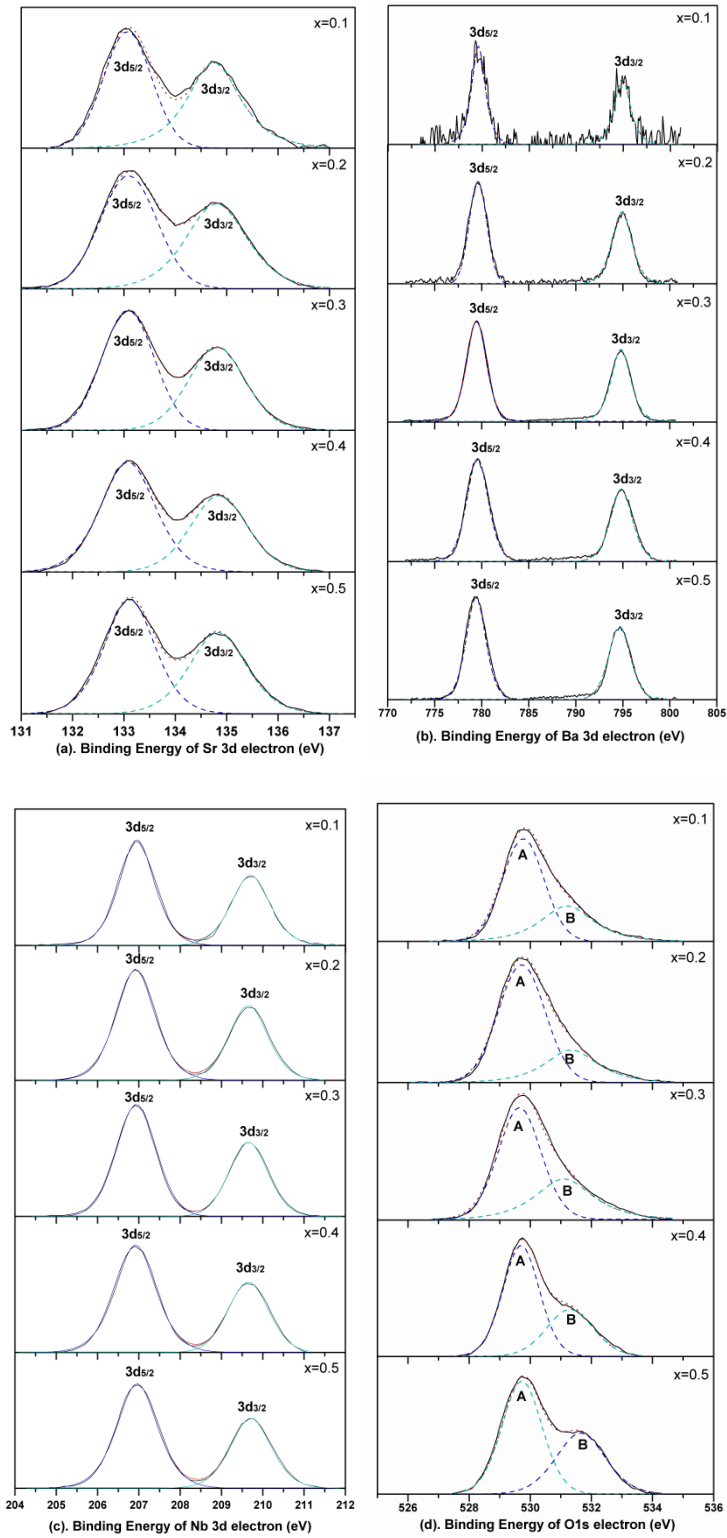 x=0.1
3d5/2
3d3/2
x=0.2
3d5/2
3d3/2
x=0.3
3d5/2
3d3/2
x=0.4
3d5/2
3d3/2
x=0.5
3d5/2
3d3/2
131 132 133 134 135 136 137
(a). Binding Energy of Sr 3d electron (eV)
x=0.1
3d5/2
3d3/2
x=0.2
3d5/2
3d3/2
x=0.3
3d5/2
3d3/2
x=0.4
3d5/2
3d3/2
x=0.5
3d5/2
3d3/2
770 775 780 785 790 795 800 805
(b). Binding Energy of Ba 3d electron (eV)
x=0.1
3d5/2
3d3/2
x=0.2
3d5/2
3d3/2
x=0.3
3d5/2
3d3/2
x=0.4
3d5/2
3d3/2
x=0.5
3d5/2
3d3/2
204 205 206 207 208 209 210 211 212
(c). Binding Energy of Nb 3d electron (eV)
x=0.1
A
B
x=0.2
A
B
x=0.3
A
B
x=0.4
A
B
x=0.5
A
B
526 528 530 532 534 536
(d). Binding Energy of O1s electron (eV)